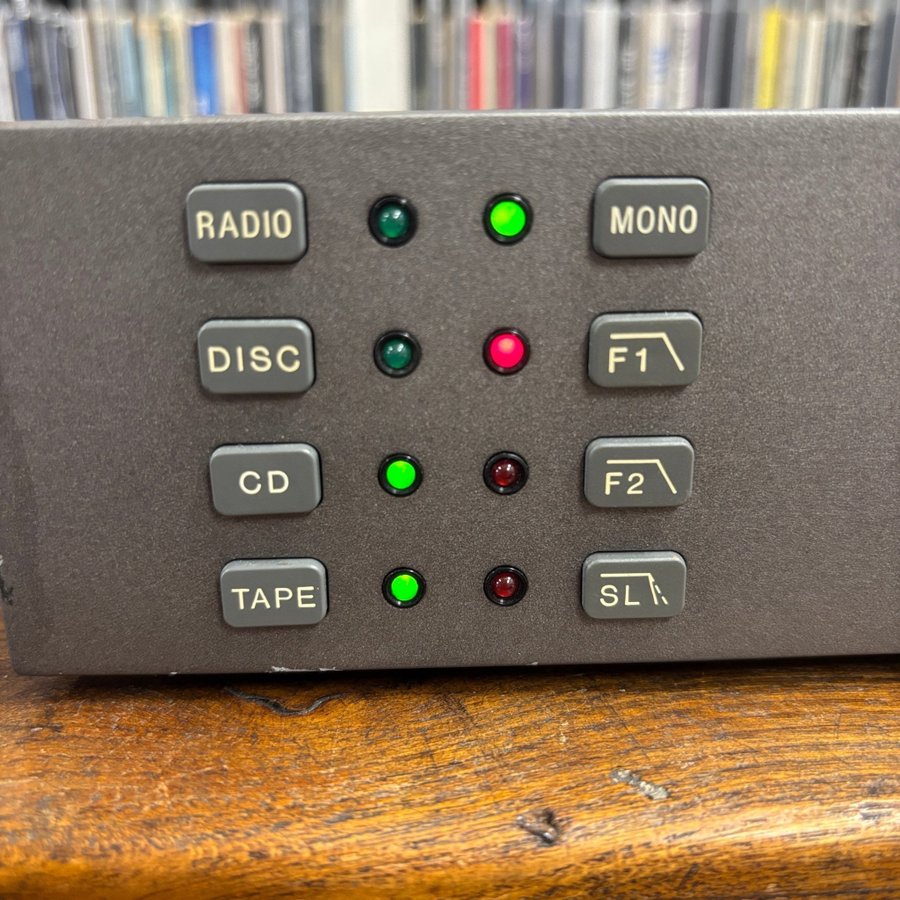 RADIO
MONO
DISC
F1
CD
F2
TAPE
SL